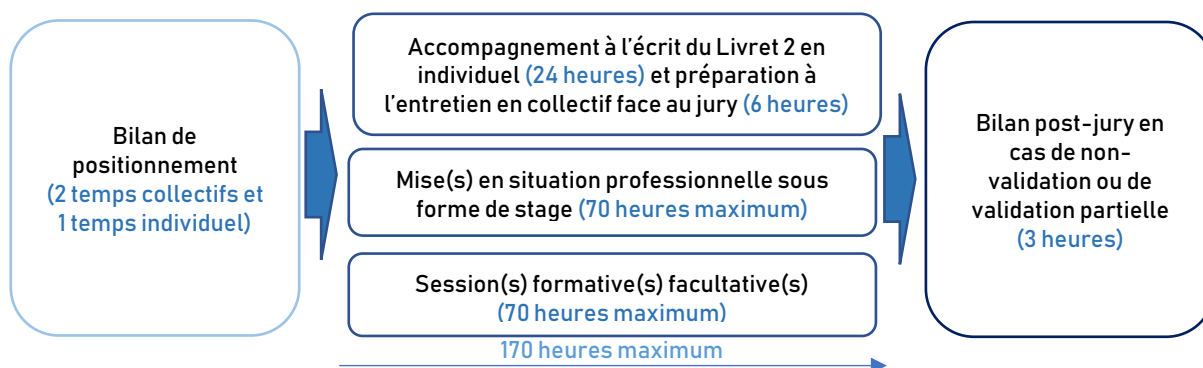 Bilan de
positionnement
(2 temps collectifs et
1 temps individuel)
Accompagnement à l'écrit du Livret 2 en
individuel (24 heures) et préparation à
l'entretien en collectif face au jury (6 heures)
Mise(s) en situation professionnelle sous
forme de stage (70 heures maximum)
Session(s) formative(s) facultative(s)
(70 heures maximum)
170 heures maximum
Bilan post-jury en
cas de non-
validation ou de
validation partielle
(3 heures)